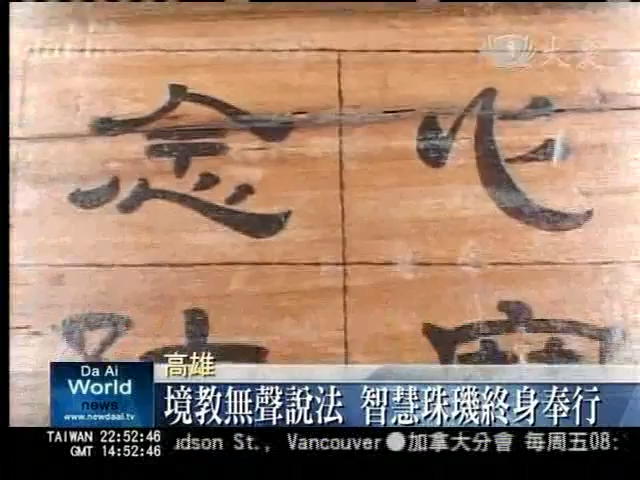 大愛
念 心
高雄
境教無聲說法 智慧珠璣終身奉行
Da Ai
World
news
www.newdaai.tv
TAIWAN 22:52:46
GMT 14:52:46
udson St., Vancouver ●加拿大分會 每周五08: